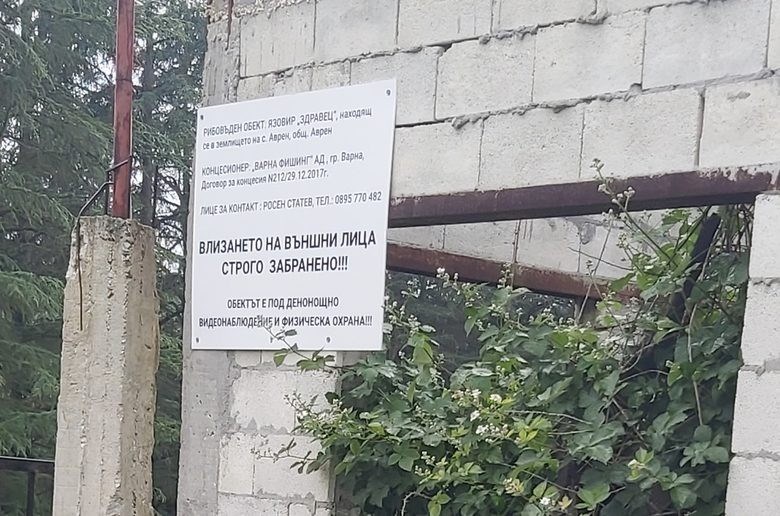 РИБОВЪДЕН ОБЕКТ: ЯЗОВИР „ЗДРАВЕЦ", находящ
се в землището на с. Аврен, общ. Аврен
КОНЦЕСИОНЕР: „ВАРНА ФИШИНГ" АД , гр. Варна,
Договор за концесия N212/29.12.2017г.
ЛИЦЕ ЗА КОНТАКТ : РОСЕН СТАТЕВ, ТЕЛ.: 0895 770 482
ВЛИЗАНЕТО НА ВЪНШНИ ЛИЦА
СТРОГО ЗАБРАНЕНО!!!
ОБЕКТЪТ Е ПОД ДЕНОНОЩНО
ВИДЕОНАБЛЮДЕНИЕ И ФИЗИЧЕСКА ОХРАНА!!!